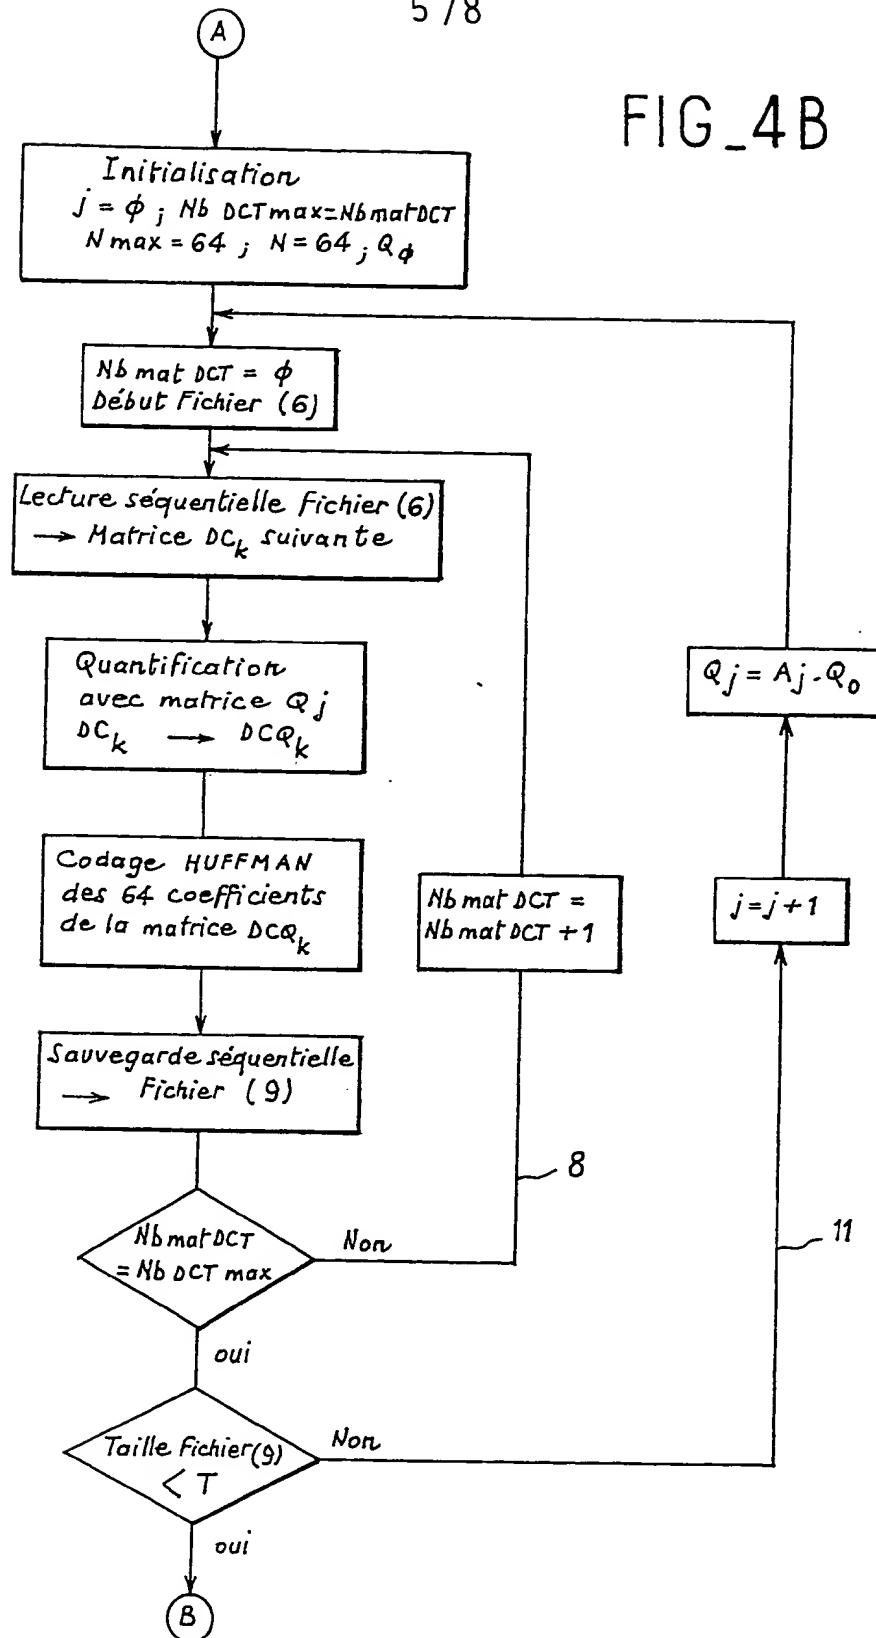 5/8
FIG_4B
A
Initialisation
j = ϕ ; Nb DCTmax=NbmatDCT
Nmax = 64 ; N = 64 ; Qϕ
Nb mat DCT = ϕ
Début Fichier (6)
Lecture séquentielle Fichier (6)
→ Matrice DCk suivante
Quantification
avec matrice Qj
DCk → DCQk
Qj = Aj . Q0
Codage HUFFMAN
des 64 coefficients
de la matrice DCQk
Nb mat DCT =
Nb mat DCT + 1
j = j + 1
Sauvegarde séquentielle
→ Fichier (9)
8
Nb mat DCT
= Nb DCT max
Non
11
oui
Taille Fichier (9)
< T
Non
oui
B